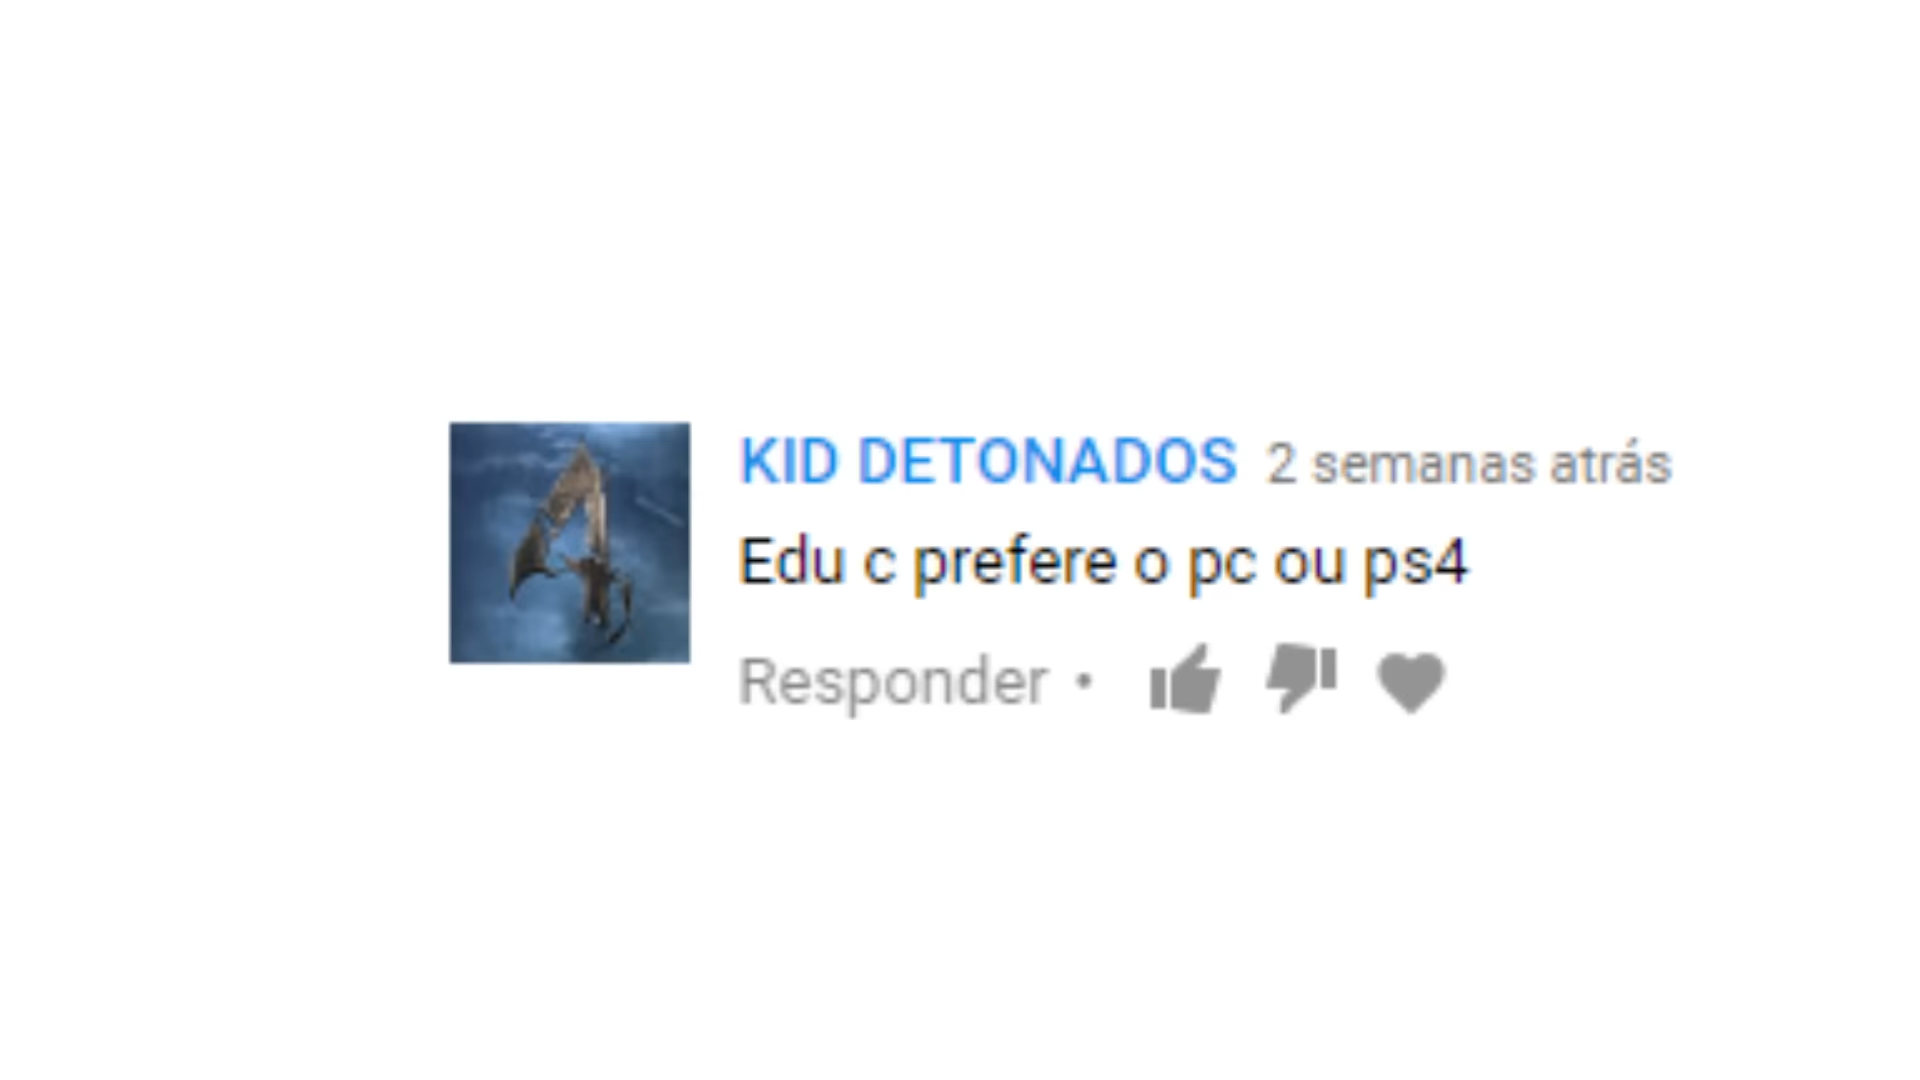 KID DETONADOS 2 semanas atrás
Edu c prefere o pc ou ps4
Responder •